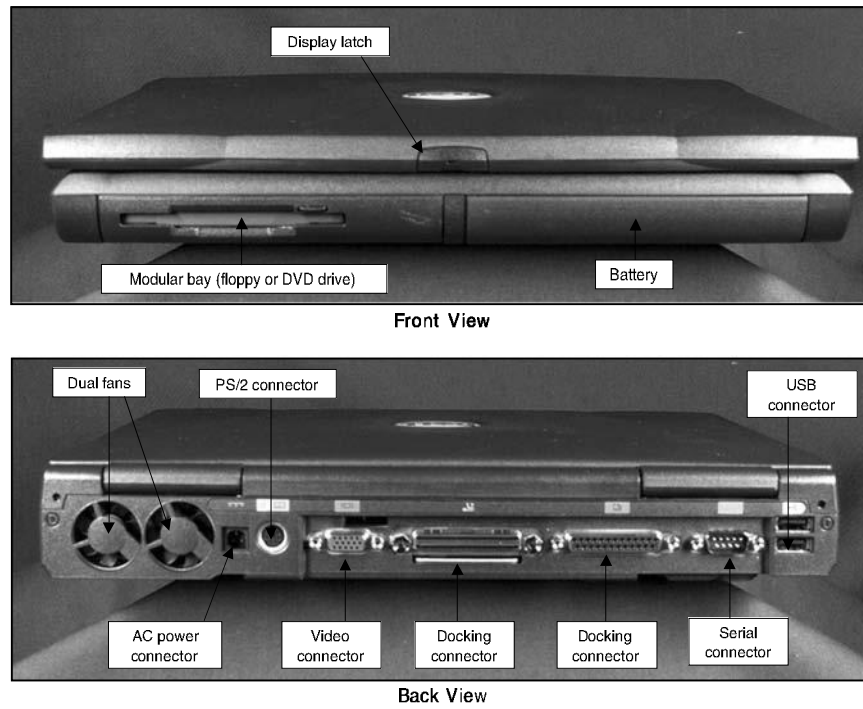 Display latch
Modular bay (floppy or DVD drive)
Battery
Front View
Dual fans
PS/2 connector
USB
connector
AC power
connector
Video
connector
Docking
connector
Docking
connector
Serial
connector
Back View